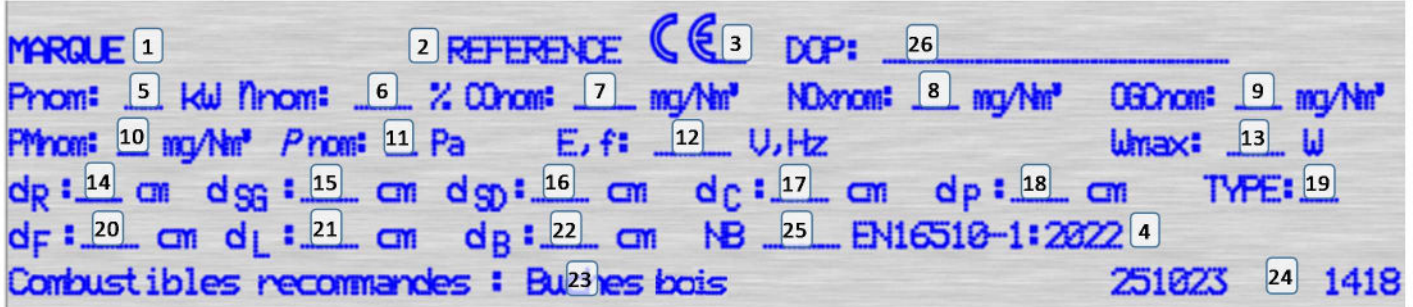 MARQUE 1 2 REFERENCE CE 3 DOP: 26
Pnom: 5 kW ηnom: 6 % COnom: 7 mg/Nm³ NOxnom: 8 mg/Nm³ OGCnom: 9 mg/Nm³
PMnom: 10 mg/Nm³ Pnom: 11 Pa E,f: 12 V,Hz Wmax: 13 W
dR: 14 cm dSG: 15 cm dSD: 16 cm dC: 17 cm dP: 18 cm TYPE: 19
dF: 20 cm dL: 21 cm dB: 22 cm NB 25 EN16510-1:2022 4
Combustibles recommandes : 23 bois 251023 24 1418